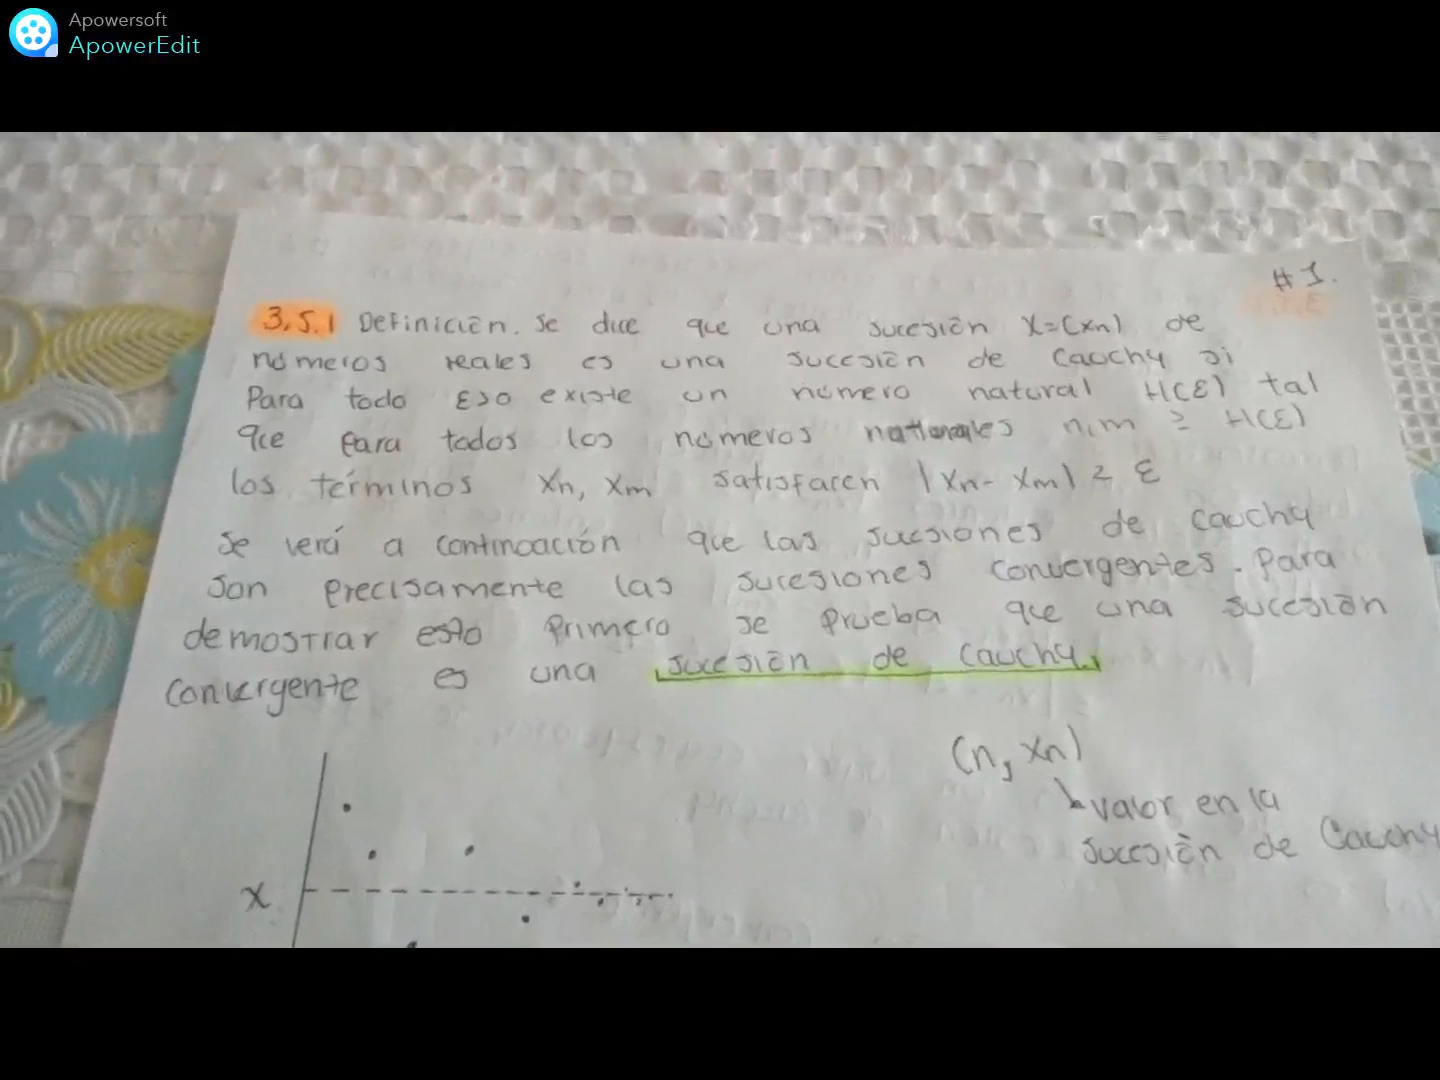 Apowersoft
ApowerEdit
# 1.
3.5.1 Definición. Se dice que una sucesión X=(xn) de
números reales es una sucesión de Cauchy si
Para todo ε>0 existe un número natural H(ε) tal
que para todos los números naturales n,m ≥ H(ε)
los términos xn, xm satisfacen |xn - xm| < ε
Se verá a continuación que las sucsiones de Cauchy
son precisamente las sucesiones convergentes. Para
demostrar esto primero se prueba que una sucesión
convergente es una sucesión de Cauchy.
(n, xn)
valor en la
sucesión de Cauchy
X